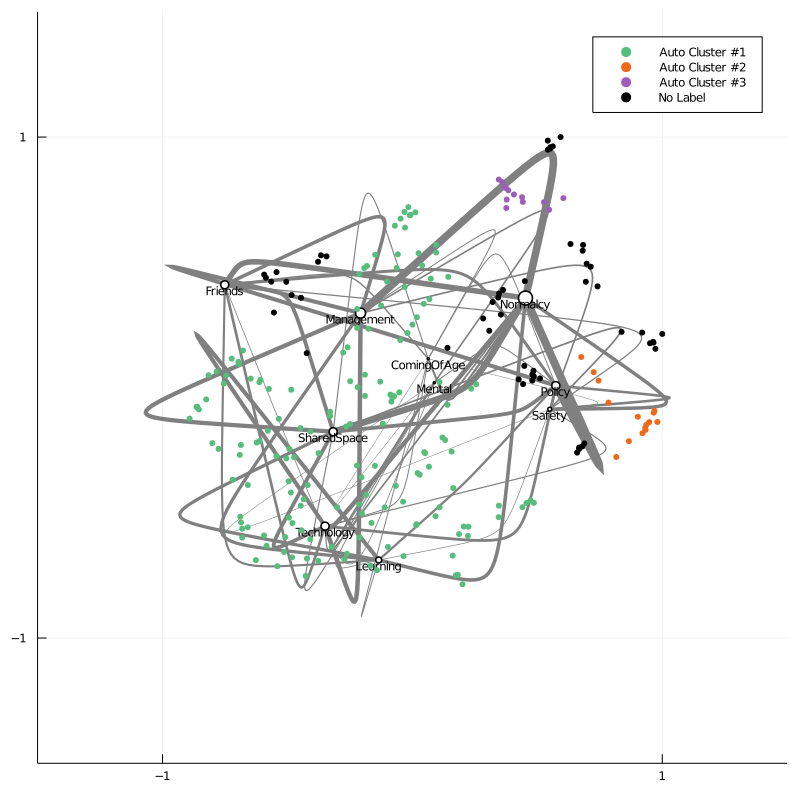 Auto Cluster #1
Auto Cluster #2
Auto Cluster #3
No Label
1
Friends
Normalcy
Management
ComingOfAge
Mental
Policy
Safety
SharedSpace
Technology
Learning
−1
−1
1